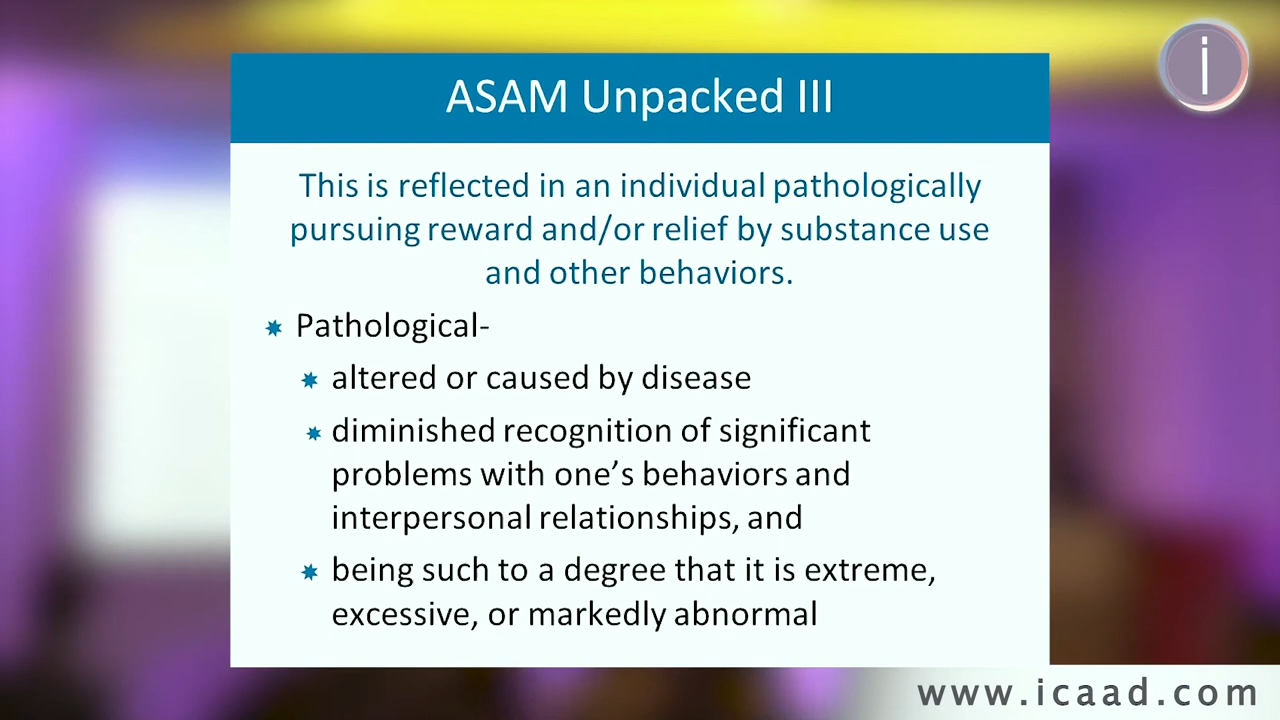 i
ASAM Unpacked III
This is reflected in an individual pathologically
pursuing reward and/or relief by substance use
and other behaviors.
Pathological-
altered or caused by disease
diminished recognition of significant
problems with one’s behaviors and
interpersonal relationships, and
being such to a degree that it is extreme,
excessive, or markedly abnormal
www.icaad.com